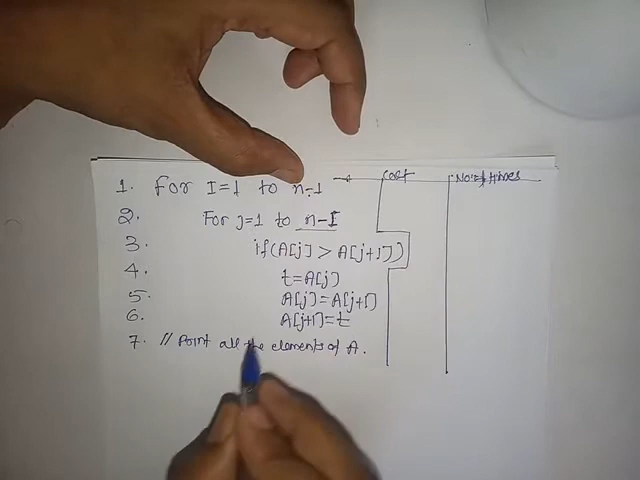 Cost No. of times
1. For I=1 to n-1
2. For j=1 to n-I
3. if(A[j] > A[j+1])
4. t=A[j]
5. A[j]=A[j+1]
6. A[j+1]=t
7. // Print all the elements of A.